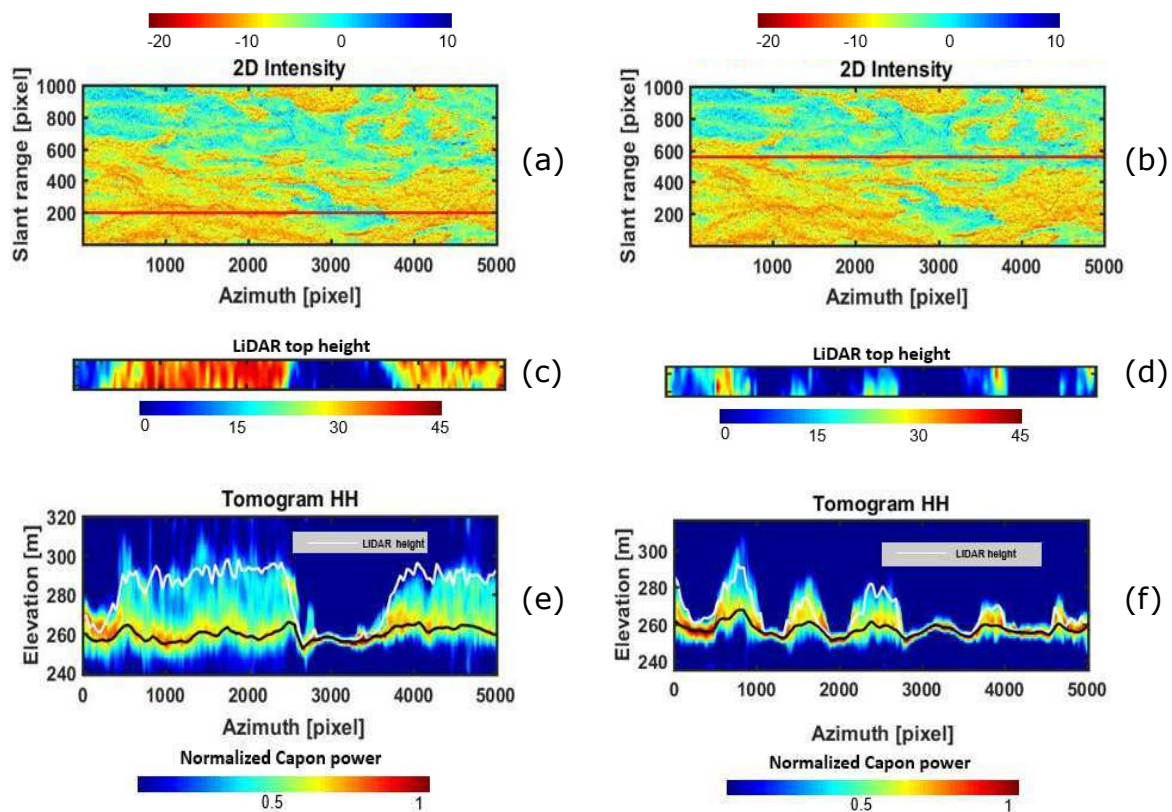 -20 -10 0 10
2D Intensity
Slant range [pixel]
1000
800
600
400
200
1000 2000 3000 4000 5000
Azimuth [pixel]
(a)
-20 -10 0 10
2D Intensity
Slant range [pixel]
1000
800
600
400
200
1000 2000 3000 4000 5000
Azimuth [pixel]
(b)
LiDAR top height
(c)
0 15 30 45
LiDAR top height
(d)
0 15 30 45
Tomogram HH
Elevation [m]
320
300
280
260
240
LiDAR height
0 1000 2000 3000 4000 5000
Azimuth [pixel]
(e)
Normalized Capon power
0.5 1
Tomogram HH
Elevation [m]
300
280
260
240
LiDAR height
0 1000 2000 3000 4000 5000
Azimuth [pixel]
(f)
Normalized Capon power
0.5 1